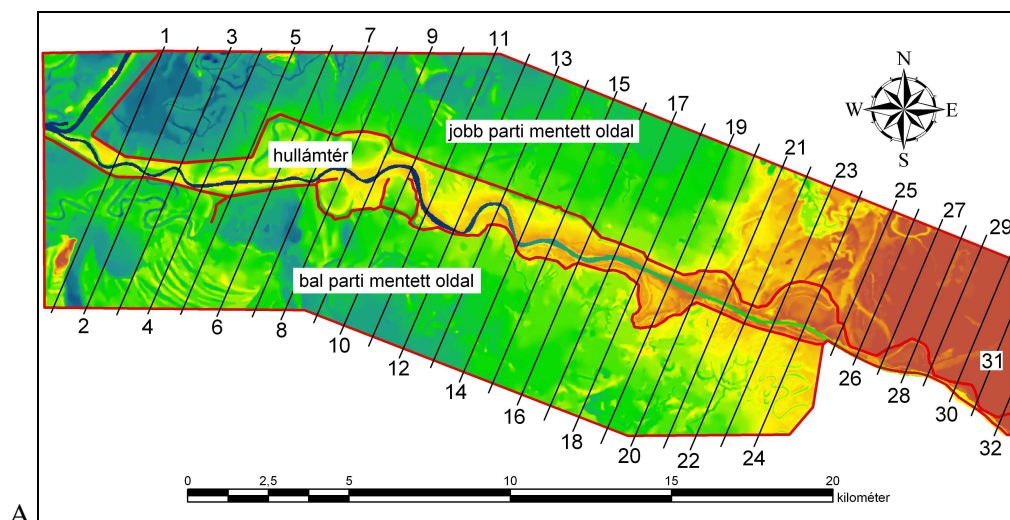 1 3 5 7 9 11 13 15 17 19 21 23 25 27 29 31
N
W E
S
jobb parti mentett oldal
hullámtér
bal parti mentett oldal
2 4 6 8 10 12 14 16 18 20 22 24 26 28 30 32
0 2,5 5 10 15 20
kilométer
A